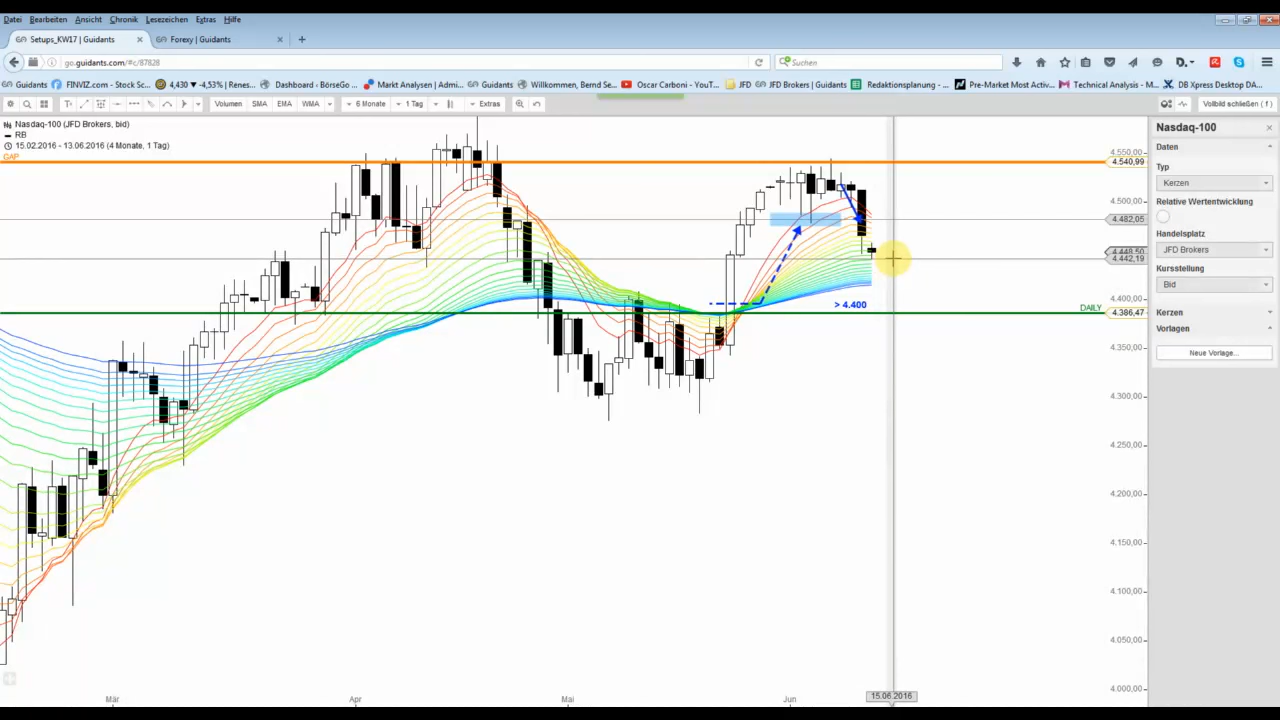 Datei Bearbeiten Ansicht Chronik Lesezeichen Extras Hilfe
Setups_KW17 | Guidants × Forexy | Guidants × +
go.guidants.com/#c/87828 Suchen
Guidants FINVIZ.com - Stock Sc... 4,430 ▾ -4,53% | Renes... Dashboard - BörseGo ... Markt Analysen | Admi... Guidants Willkommen, Bernd Se... Oscar Carboni - YouT... JFD JFD Brokers | Guidants Redaktionsplanung - ... Pre-Market Most Activ... Technical Analysis - M... DB Xpress Desktop DA...
Volumen SMA EMA WMA 6 Monate 1 Tag Extras Vollbild schließen ( f )
Nasdaq-100 (JFD Brokers, bid)
RB
15.02.2016 - 13.06.2016 (4 Monate, 1 Tag)
GAP
4.550,00
4.540,99
4.500,00
4.482,05
4.448,50
4.442,19
4.400,00
> 4.400
DAILY
4.386,47
4.350,00
4.300,00
4.250,00
4.200,00
4.150,00
4.100,00
4.050,00
4.000,00
Mär Apr Mai Jun
15.06.2016
Nasdaq-100 ×
Daten
Typ
Kerzen
Relative Wertentwicklung
Handelsplatz
JFD Brokers
Kursstellung
Bid
Kerzen
Vorlagen
Neue Vorlage...